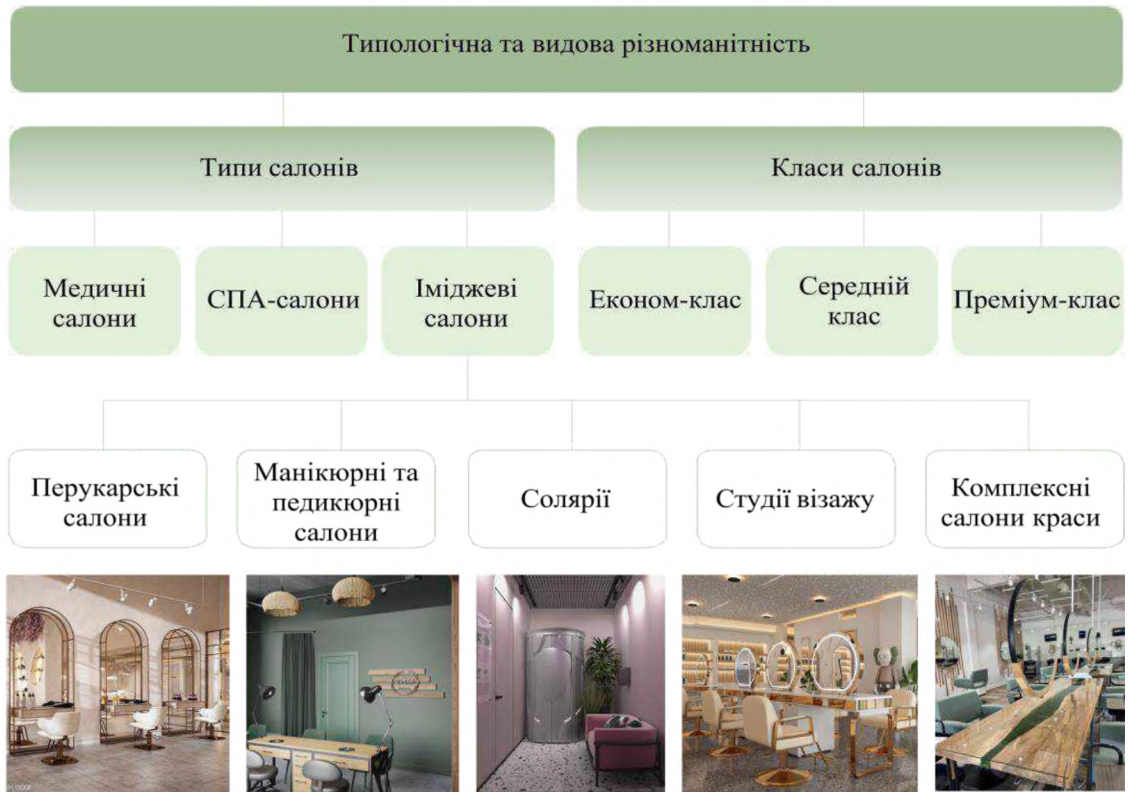 Типологічна та видова різноманітність
Типи салонів
Класи салонів
Медичні
салони
СПА-салони
Іміджеві
салони
Економ-клас
Середній
клас
Преміум-клас
Перукарські
салони
Манікюрні та
педикюрні
салони
Солярії
Студії візажу
Комплексні
салони краси